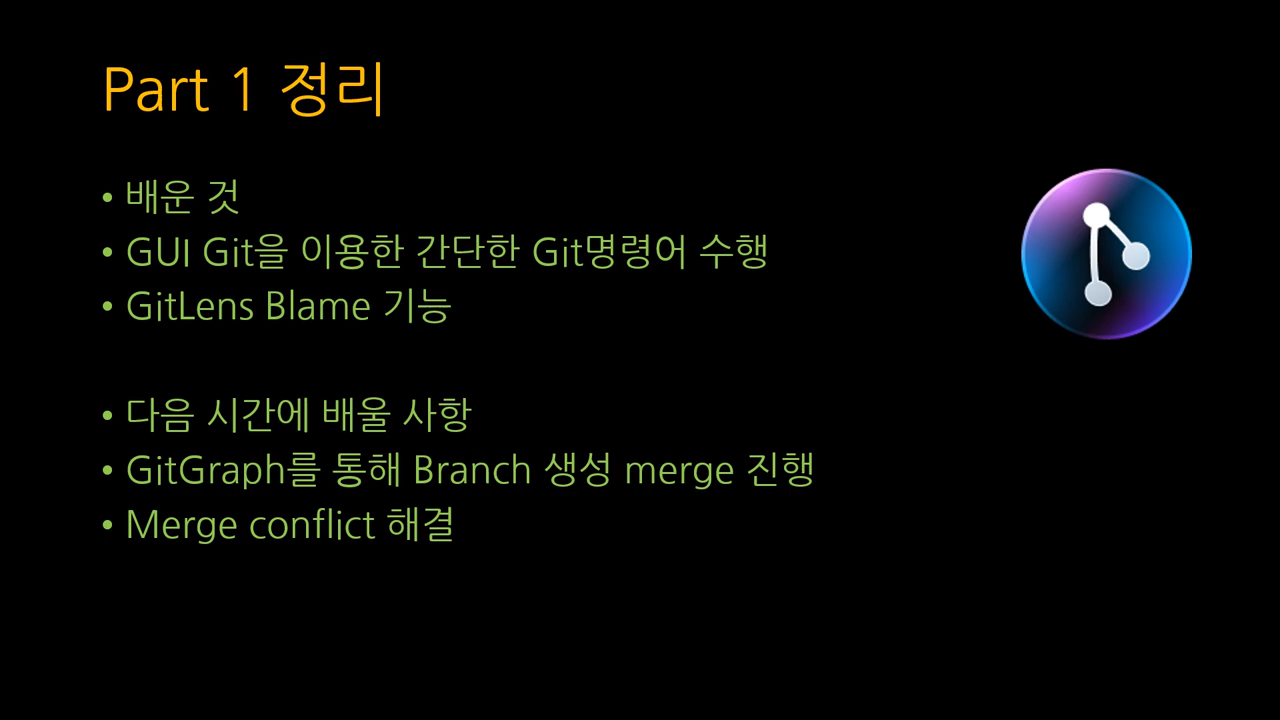 Part 1 정리
• 배운 것
• GUI Git을 이용한 간단한 Git명령어 수행
• GitLens Blame 기능
• 다음 시간에 배울 사항
• GitGraph를 통해 Branch 생성 merge 진행
• Merge conflict 해결